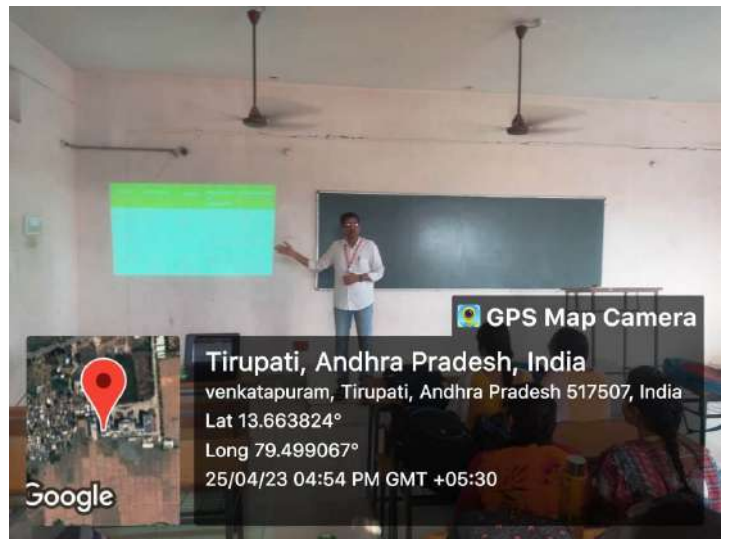 GPS Map Camera
Tirupati, Andhra Pradesh, India
venkatapuram, Tirupati, Andhra Pradesh 517507, India
Lat 13.663824°
Long 79.499067°
25/04/23 04:54 PM GMT +05:30
Google